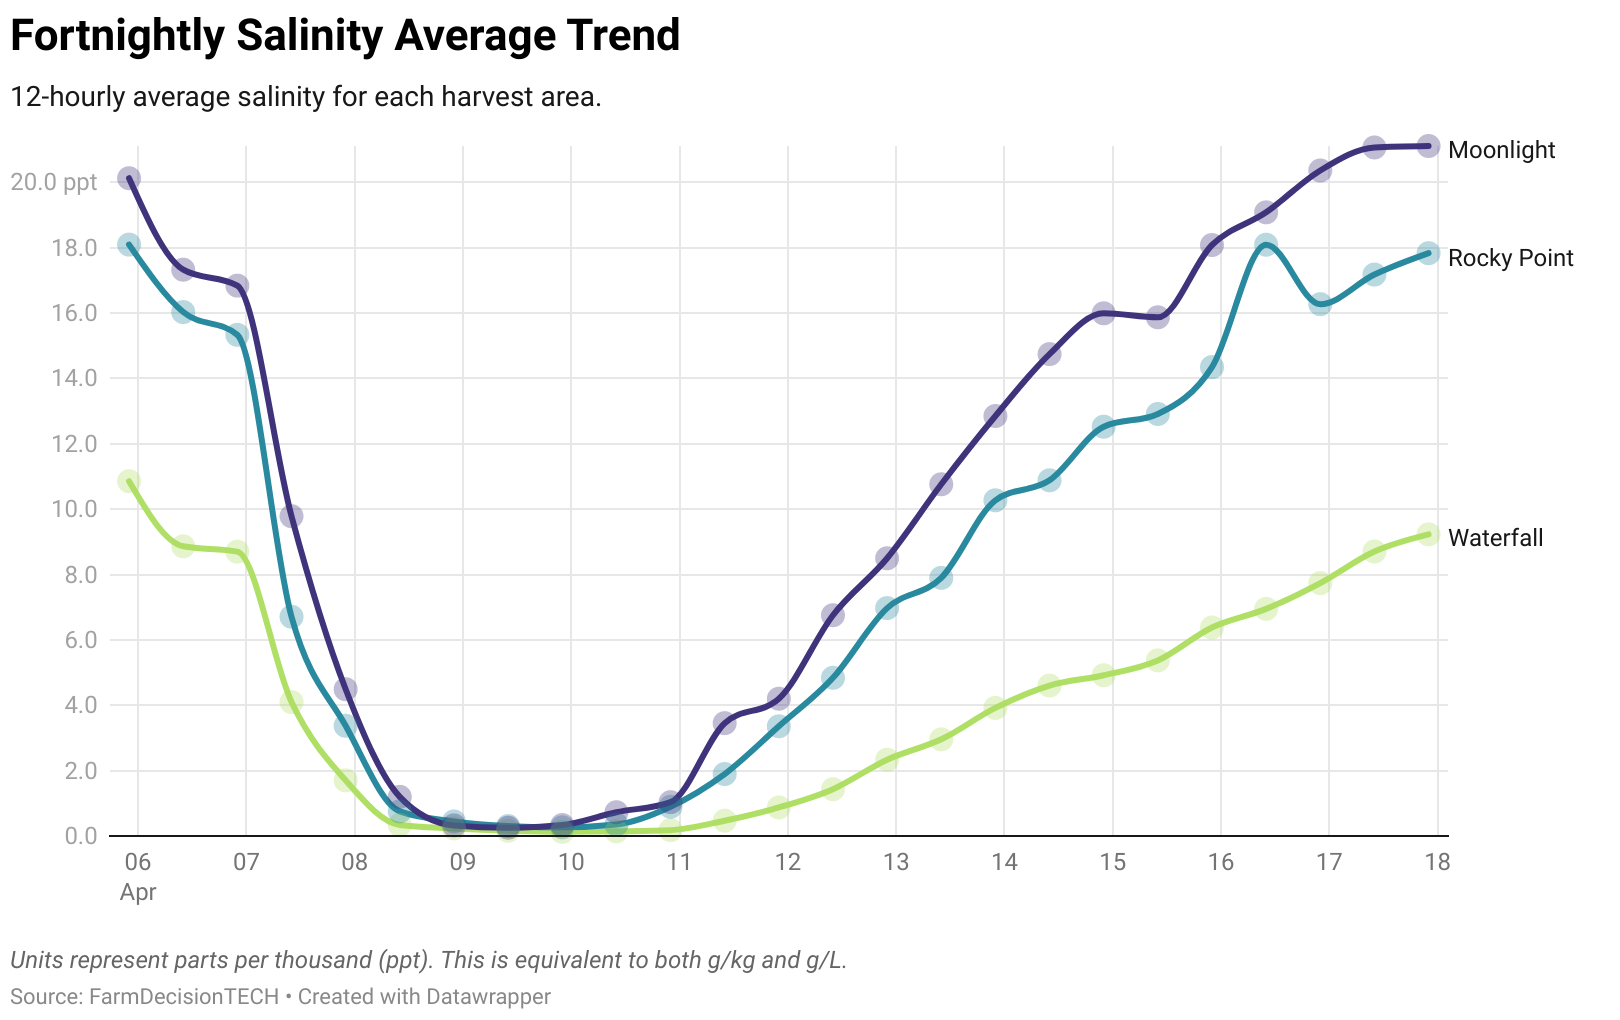 Fortnightly Salinity Average Trend
12-hourly average salinity for each harvest area.
Moonlight
20.0 ppt
18.0
Rocky Point
16.0
14.0
12.0
10.0
Waterfall
8.0
6.0
4.0
2.0
0.0
06 07 08 09 10 11 12 13 14 15 16 17 18
Apr
Units represent parts per thousand (ppt). This is equivalent to both g/kg and g/L.
Source: FarmDecisionTECH • Created with Datawrapper